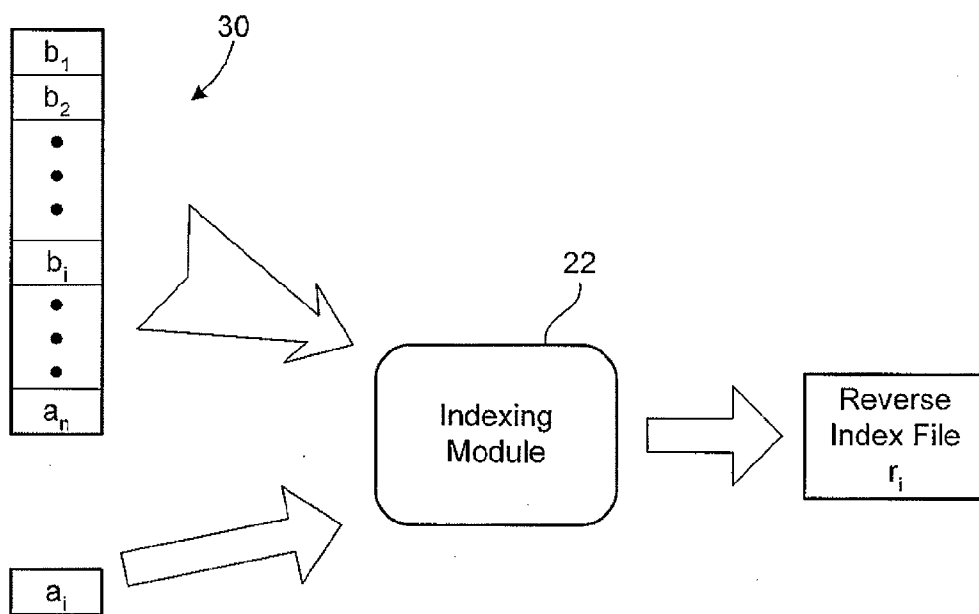 b1
30
b2
bi
22
an
Indexing
Module
Reverse
Index File
ri
ai